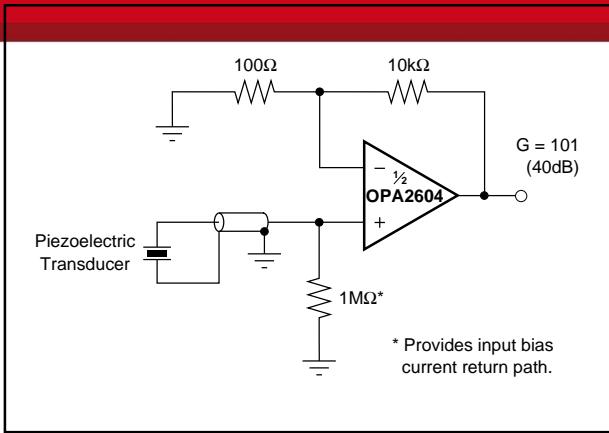 100Ω
10kΩ
G = 101
(40dB)
−
½
OPA2604
+
Piezoelectric
Transducer
1MΩ*
* Provides input bias
current return path.